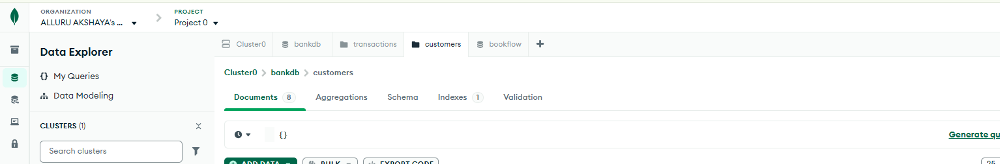 ORGANIZATION
ALLURU AKSHAYA's ...
PROJECT
Project 0
Data Explorer
My Queries
Data Modeling
CLUSTERS (1)
Search clusters
Cluster0 bankdb transactions customers bookflow +
Cluster0 > bankdb > customers
Documents 8 Aggregations Schema Indexes 1 Validation
{}
Generate qu
ADD DATA BULK EXPORT CODE
25